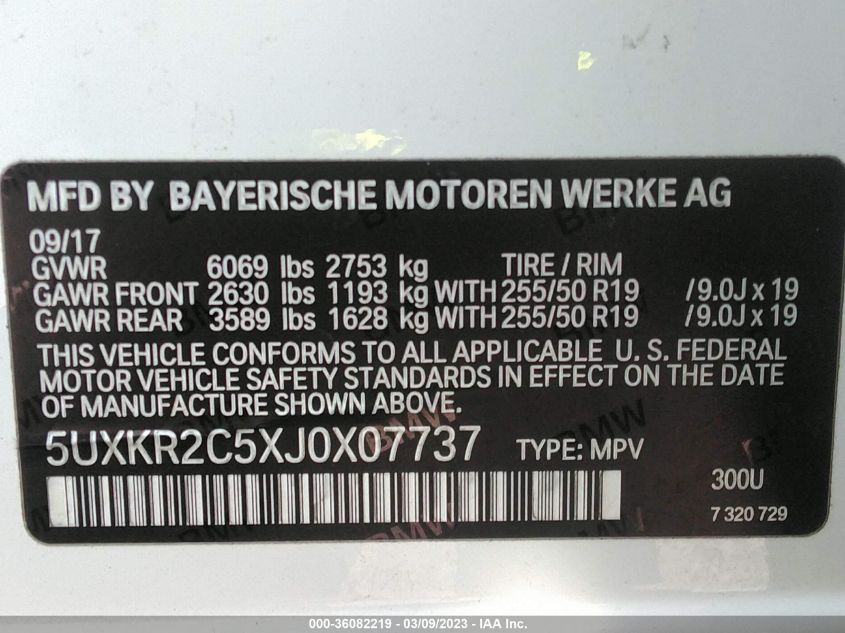 MFD BY BAYERISCHE MOTOREN WERKE AG
09/17
GVWR 6069 lbs 2753 kg TIRE / RIM
GAWR FRONT 2630 lbs 1193 kg WITH 255/50 R19 /9.0J x 19
GAWR REAR 3589 lbs 1628 kg WITH 255/50 R19 /9.0J x 19
THIS VEHICLE CONFORMS TO ALL APPLICABLE U. S. FEDERAL
MOTOR VEHICLE SAFETY STANDARDS IN EFFECT ON THE DATE
OF MANUFACTURE SHOWN ABOVE.
5UXKR2C5XJ0X07737 TYPE: MPV
300U
7 320 729
BMW
BMW
000-36082219 - 03/09/2023 - IAA Inc.